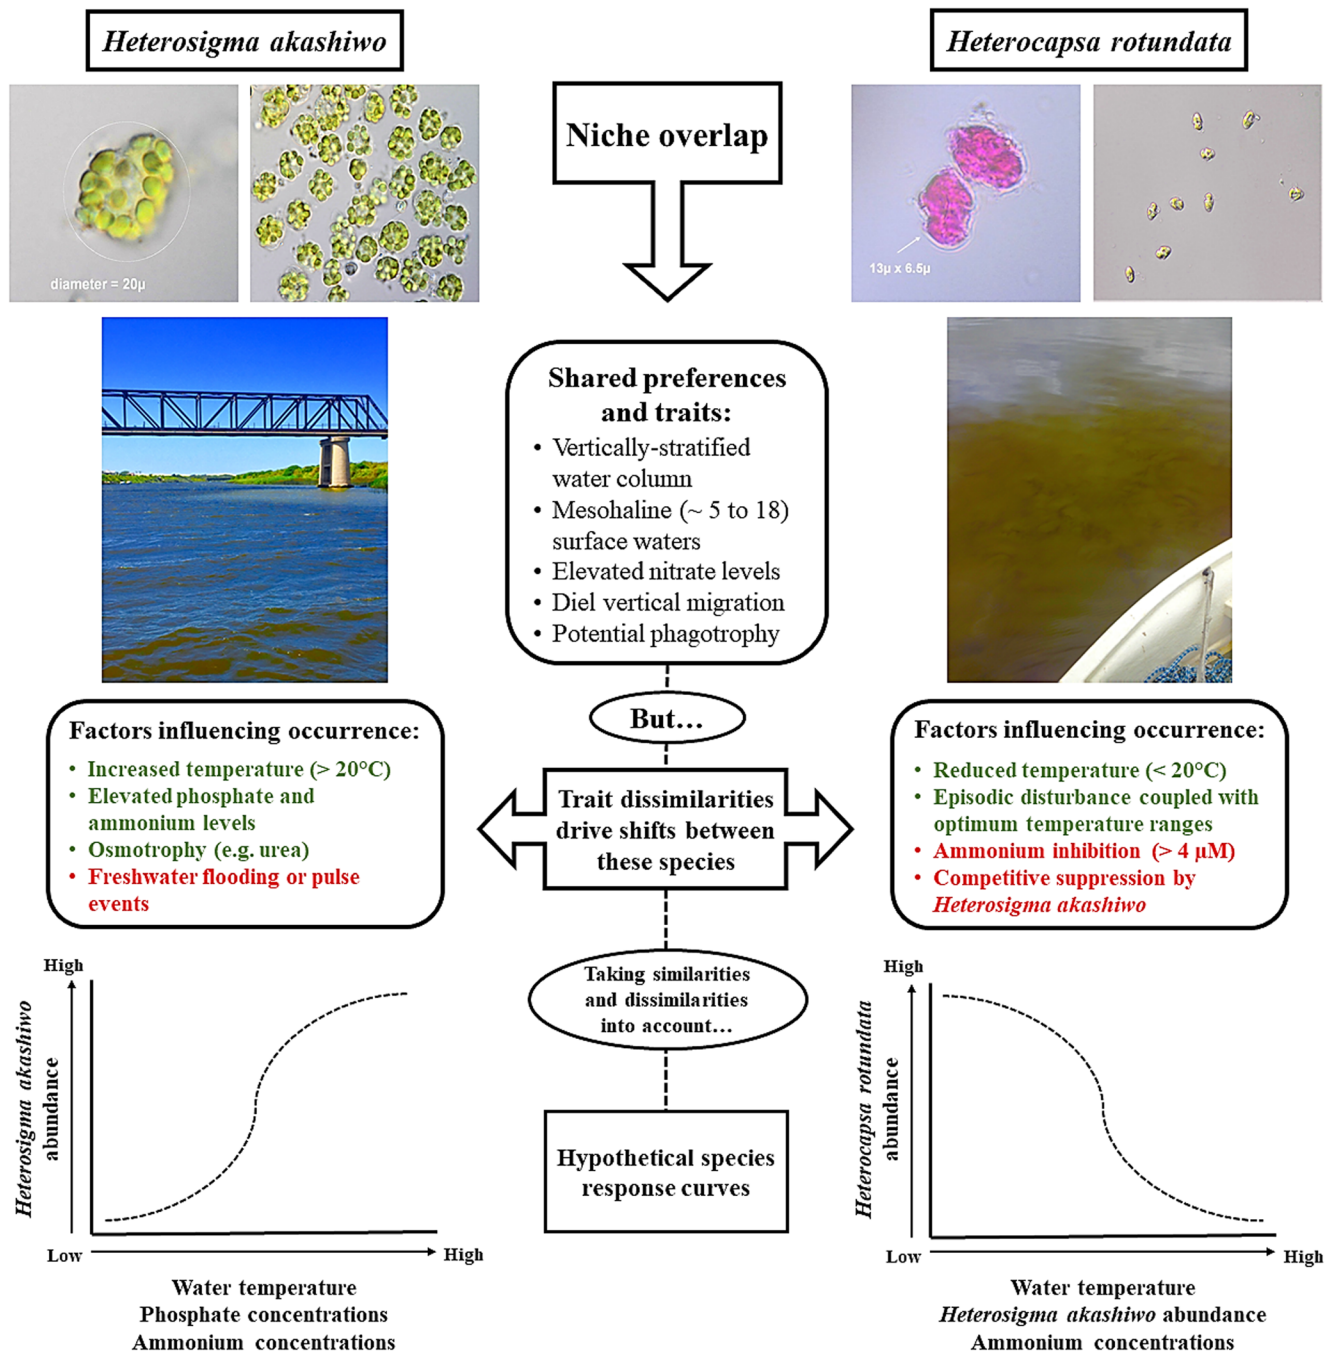 Heterosigma akashiwo
Heterocapsa rotundata
Niche overlap
diameter = 20µ
13µ x 6.5µ
Shared preferences
and traits:
• Vertically-stratified
water column
• Mesohaline (~ 5 to 18)
surface waters
• Elevated nitrate levels
• Diel vertical migration
• Potential phagotrophy
But…
Factors influencing occurrence:
• Increased temperature (> 20°C)
• Elevated phosphate and
ammonium levels
• Osmotrophy (e.g. urea)
• Freshwater flooding or pulse
events
Trait dissimilarities
drive shifts between
these species
Factors influencing occurrence:
• Reduced temperature (< 20°C)
• Episodic disturbance coupled with
optimum temperature ranges
• Ammonium inhibition (> 4 µM)
• Competitive suppression by
Heterosigma akashiwo
Taking similarities
and dissimilarities
into account…
Hypothetical species
response curves
High
Heterosigma akashiwo
abundance
Low
High
Water temperature
Phosphate concentrations
Ammonium concentrations
High
Heterocapsa rotundata
abundance
Low
High
Water temperature
Heterosigma akashiwo abundance
Ammonium concentrations